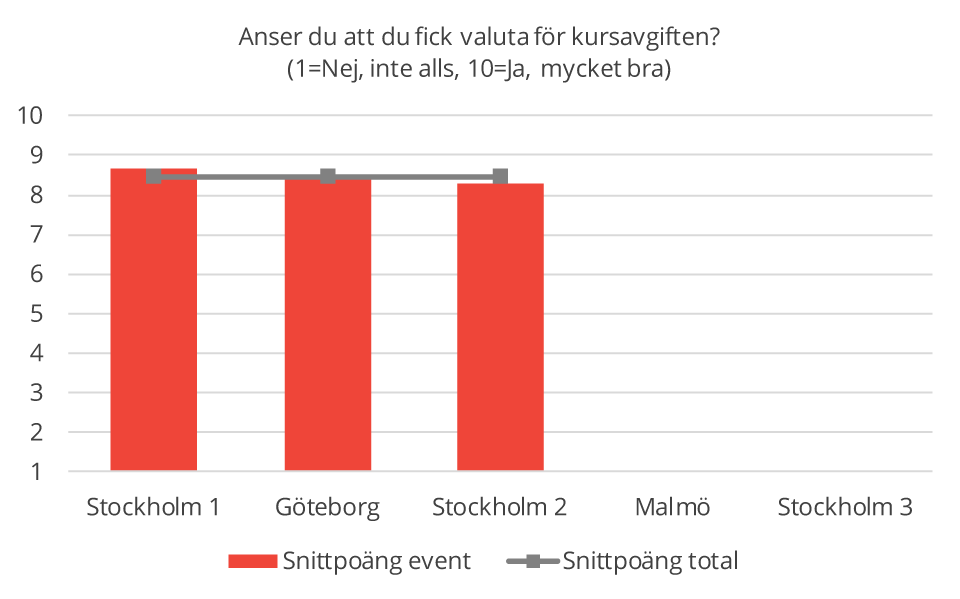 Anser du att du fick valuta för kursavgiften?
(1=Nej, inte alls, 10=Ja, mycket bra)
10
9
8
7
6
5
4
3
2
1
Stockholm 1 Göteborg Stockholm 2 Malmö Stockholm 3
Snittpoäng event Snittpoäng total